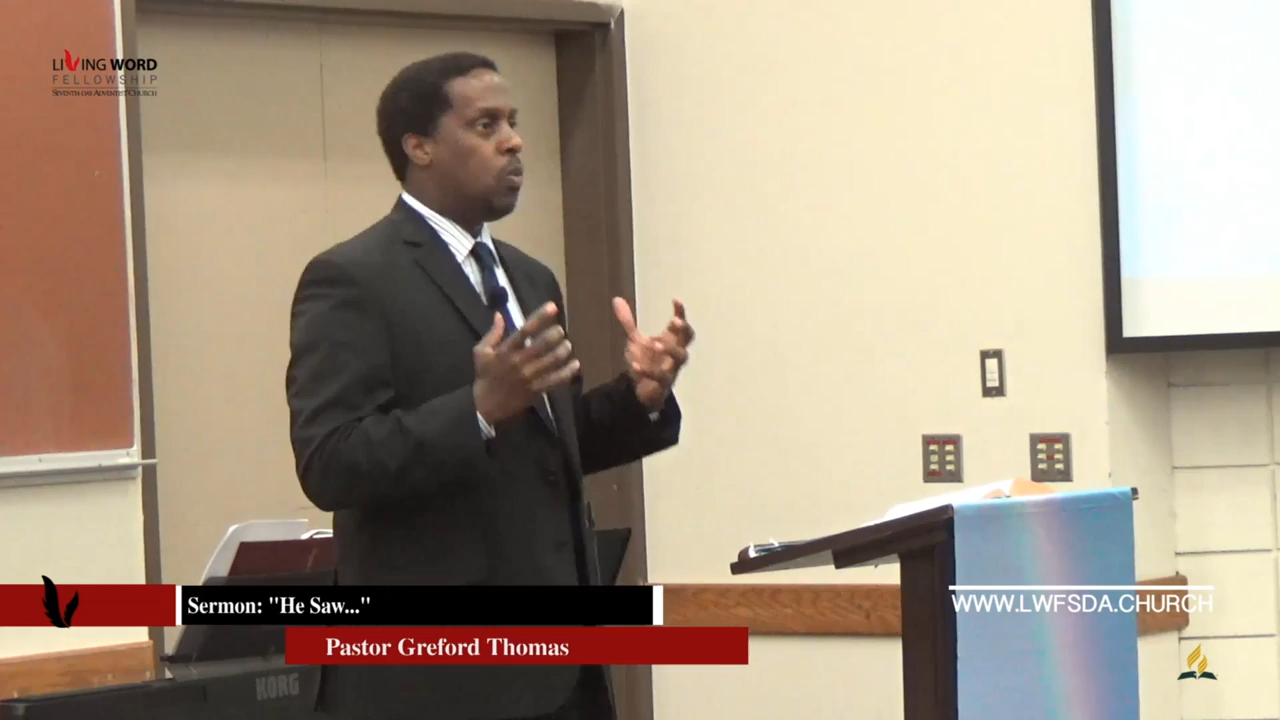 LIVING WORD
FELLOWSHIP
SEVENTH-DAY ADVENTIST CHURCH
Sermon: "He Saw..."
Pastor Greford Thomas
WWW.LWFSDA.CHURCH
KORG